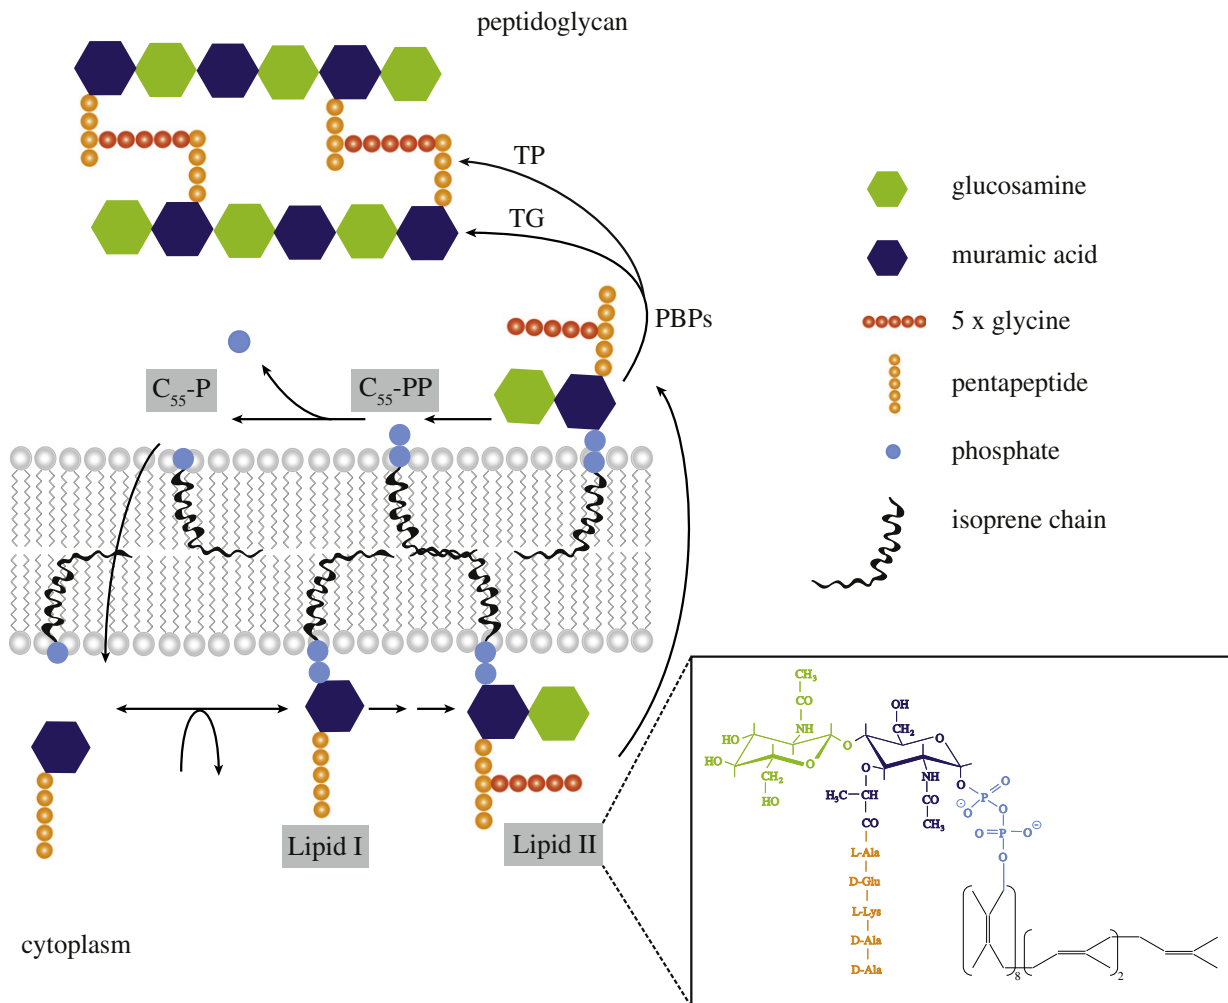 peptidoglycan
TP
TG
PBPs
glucosamine
muramic acid
5 x glycine
pentapeptide
phosphate
isoprene chain
C₅₅-P
C₅₅-PP
Lipid I
Lipid II
cytoplasm
CH₃
CO
NH
HO
O
HO
O
CH₂
HO
OH
CH₂
O
O
NH
O
H₃C
CH
CO
CO
CH₃
P
O
O⊖
O
O
P
O⊖
O
L-Ala
D-Glu
L-Lys
D-Ala
D-Ala
8
2